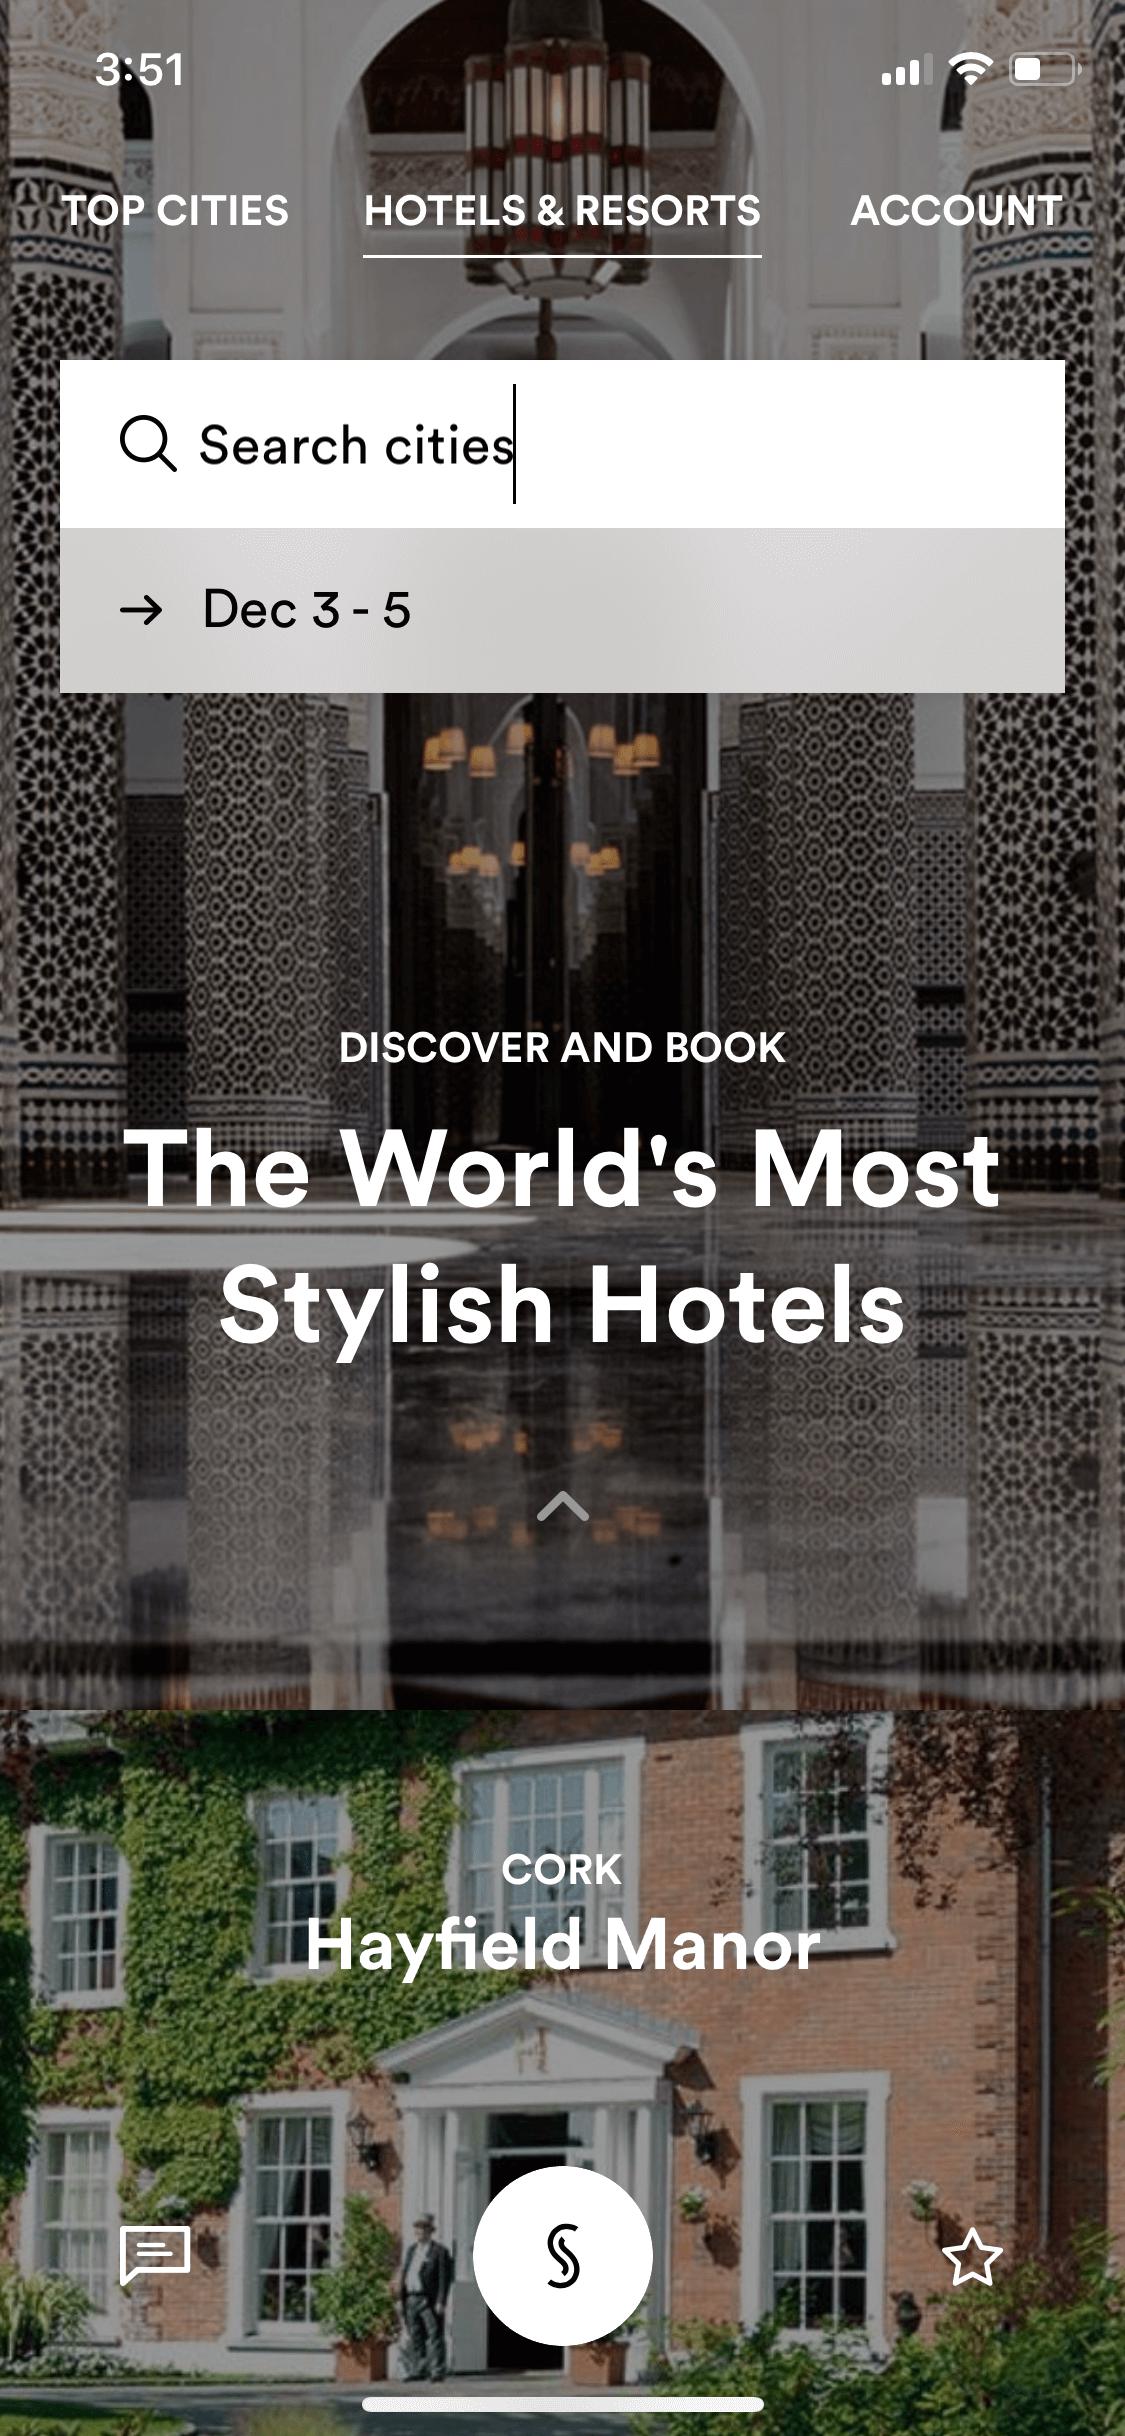 3:51
TOP CITIES
HOTELS & RESORTS
ACCOUNT
Search cities
Dec 3 - 5
DISCOVER AND BOOK
The World's Most
Stylish Hotels
CORK
Hayfield Manor
S